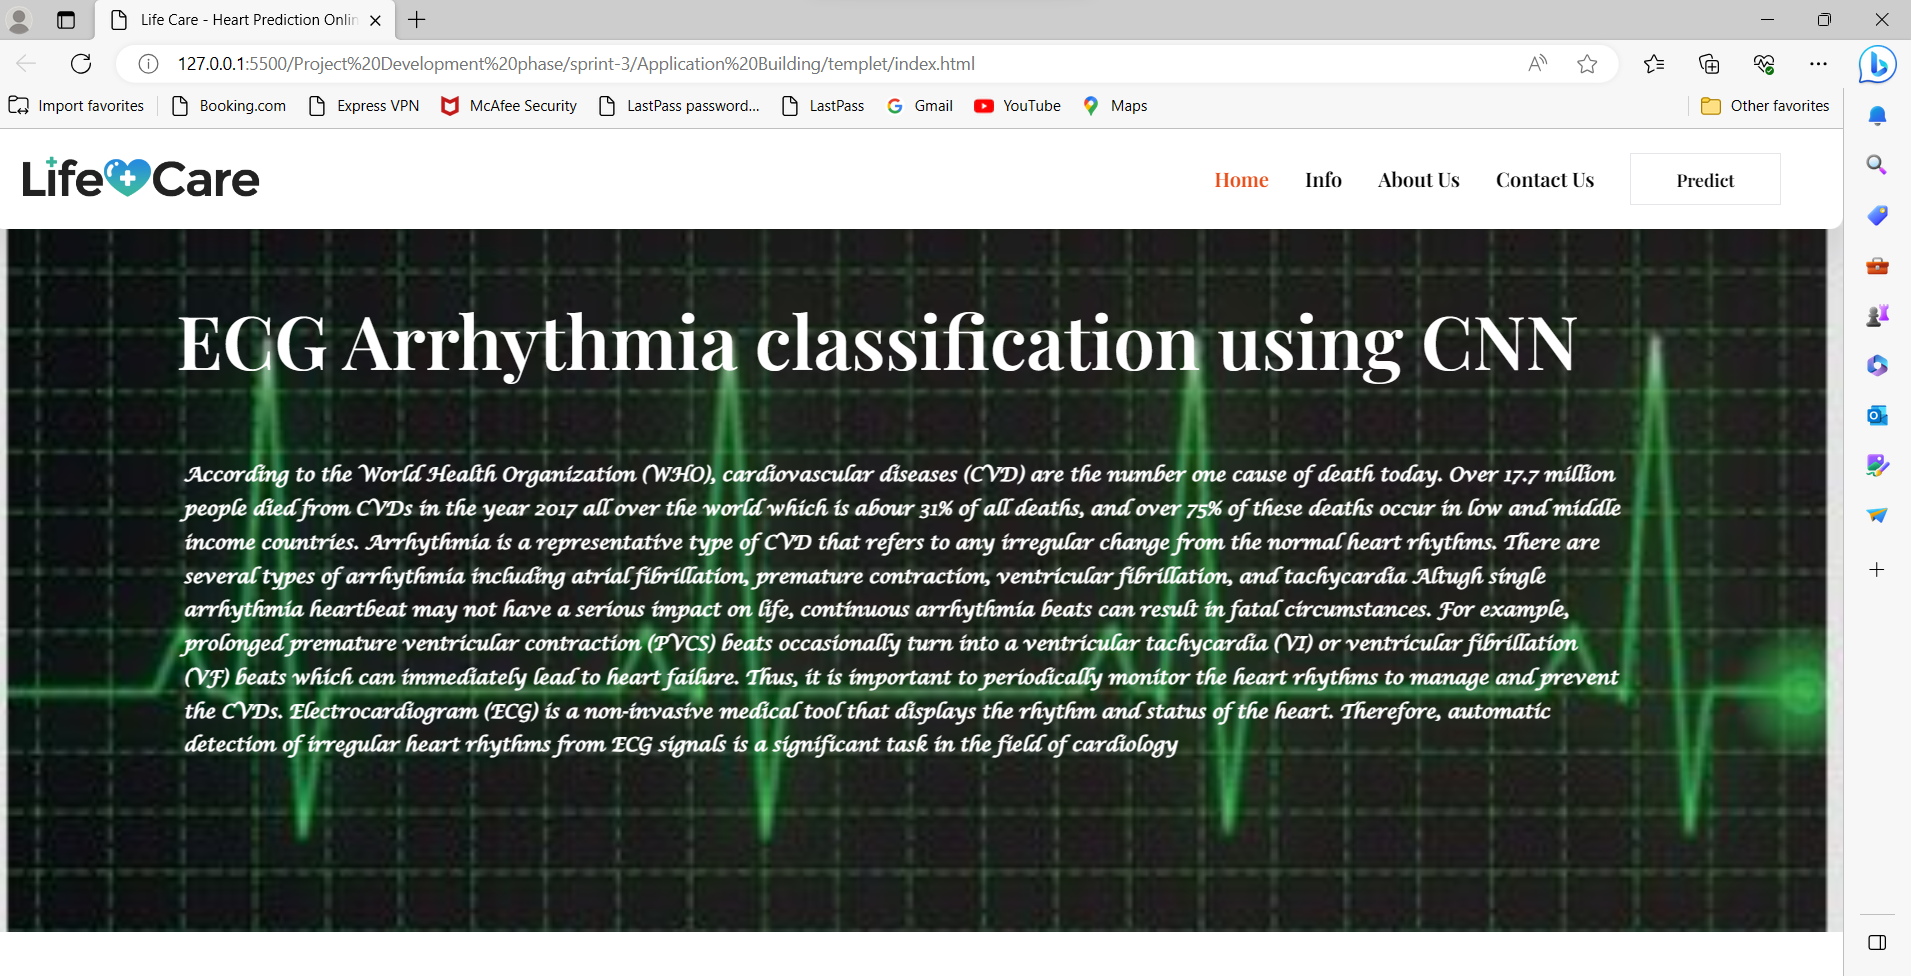 Life Care - Heart Prediction Onlin
127.0.0.1:5500/Project%20Development%20phase/sprint-3/Application%20Building/templet/index.html
Import favorites Booking.com Express VPN McAfee Security LastPass password... LastPass Gmail YouTube Maps Other favorites
Life Care Home Info About Us Contact Us Predict
ECG Arrhythmia classification using CNN
According to the World Health Organization (WHO), cardiovascular diseases (CVD) are the number one cause of death today. Over 17.7 million
people died from CVDs in the year 2017 all over the world which is abour 31% of all deaths, and over 75% of these deaths occur in low and middle
income countries. Arrhythmia is a representative type of CVD that refers to any irregular change from the normal heart rhythms. There are
several types of arrhythmia including atrial fibrillation, premature contraction, ventricular fibrillation, and tachycardia Altugh single
arrhythmia heartbeat may not have a serious impact on life, continuous arrhythmia beats can result in fatal circumstances. For example,
prolonged premature ventricular contraction (PVCS) beats occasionally turn into a ventricular tachycardia (VI) or ventricular fibrillation
(VF) beats which can immediately lead to heart failure. Thus, it is important to periodically monitor the heart rhythms to manage and prevent
the CVDs. Electrocardiogram (ECG) is a non-invasive medical tool that displays the rhythm and status of the heart. Therefore, automatic
detection of irregular heart rhythms from ECG signals is a significant task in the field of cardiology